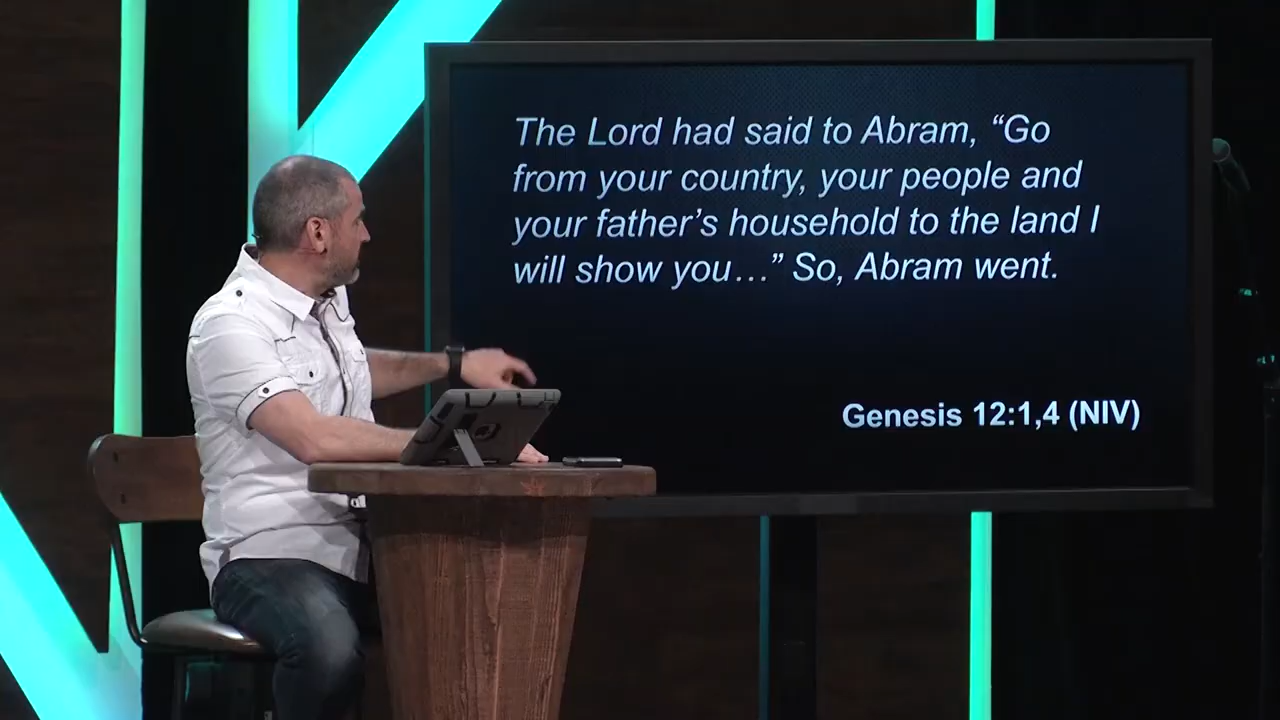 The Lord had said to Abram, “Go
from your country, your people and
your father’s household to the land I
will show you…” So, Abram went.
Genesis 12:1,4 (NIV)